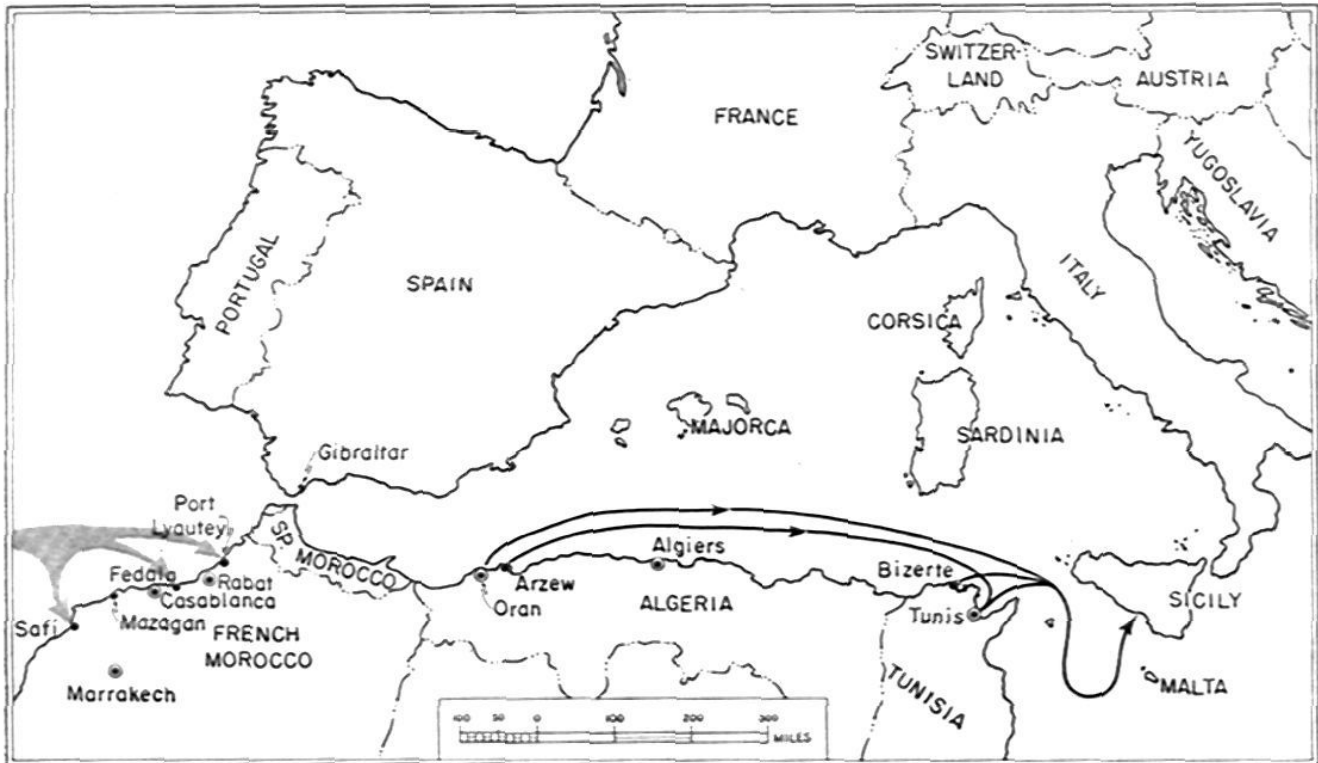 SWITZER-
LAND
AUSTRIA
FRANCE
YUGOSLAVIA
PORTUGAL
SPAIN
ITALY
CORSICA
MAJORCA
SARDINIA
Gibraltar
Port
Lyautey
SP. MOROCCO
Algiers
Fedala
Rabat
Arzew
Bizerte
Casablanca
Oran
ALGERIA
SICILY
Safi
Mazagan
FRENCH
MOROCCO
Tunis
Marrakech
TUNISIA
MALTA
100 50 0 100 200 300
MILES